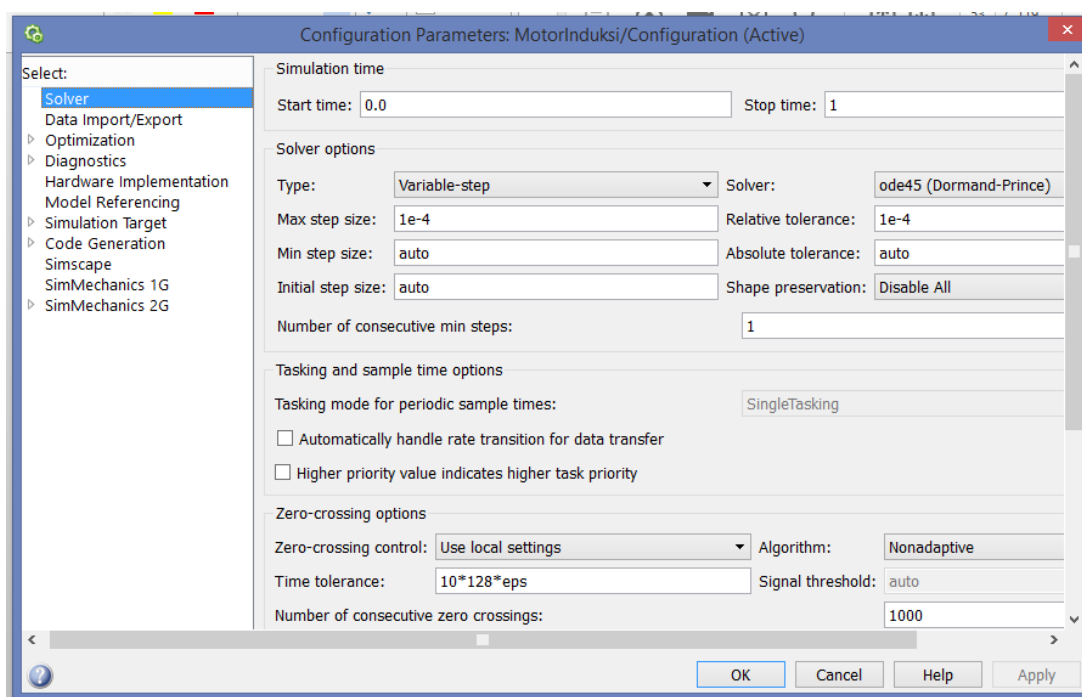 Configuration Parameters: MotorInduksi/Configuration (Active)
Select:
Solver
Data Import/Export
Optimization
Diagnostics
Hardware Implementation
Model Referencing
Simulation Target
Code Generation
Simscape
SimMechanics 1G
SimMechanics 2G
Simulation time
Start time: 0.0 Stop time: 1
Solver options
Type: Variable-step Solver: ode45 (Dormand-Prince)
Max step size: 1e-4 Relative tolerance: 1e-4
Min step size: auto Absolute tolerance: auto
Initial step size: auto Shape preservation: Disable All
Number of consecutive min steps: 1
Tasking and sample time options
Tasking mode for periodic sample times: SingleTasking
Automatically handle rate transition for data transfer
Higher priority value indicates higher task priority
Zero-crossing options
Zero-crossing control: Use local settings Algorithm: Nonadaptive
Time tolerance: 10*128*eps Signal threshold: auto
Number of consecutive zero crossings: 1000
OK Cancel Help Apply